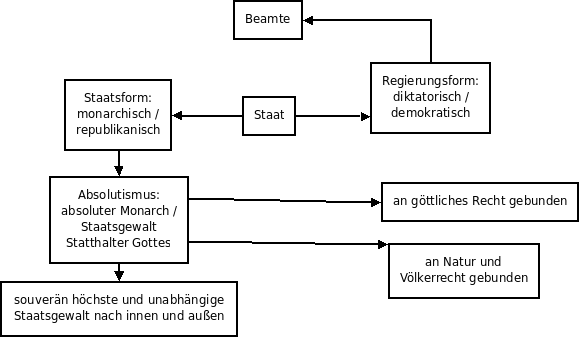 Beamte
Regierungsform:
diktatorisch /
demokratisch
Staatsform:
monarchisch /
republikanisch
Staat
Absolutismus:
absoluter Monarch /
Staatsgewalt
Statthalter Gottes
an göttliches Recht gebunden
an Natur und
Völkerrecht gebunden
souverän höchste und unabhängige
Staatsgewalt nach innen und außen